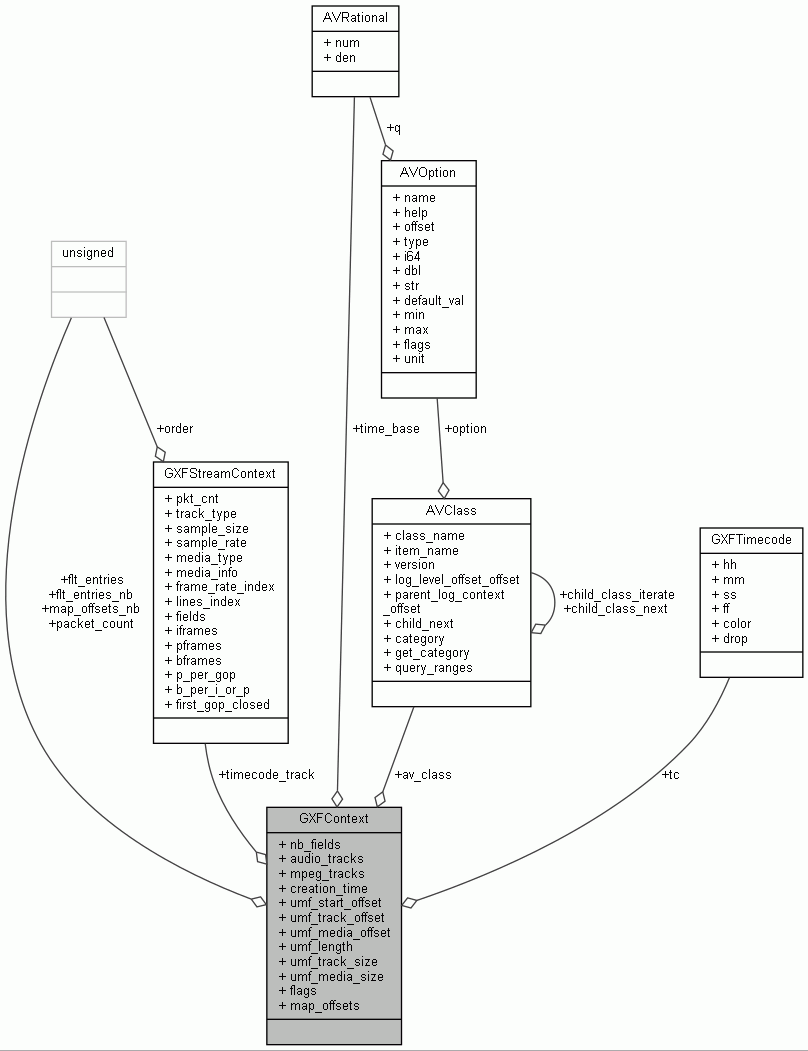 AVRational
+ num
+ den
+q
AVOption
+ name
+ help
+ offset
+ type
+ i64
+ dbl
+ str
+ default_val
+ min
+ max
+ flags
+ unit
unsigned
+order
+time_base
+option
GXFStreamContext
+ pkt_cnt
+ track_type
+ sample_size
+ sample_rate
+ media_type
+ media_info
+ frame_rate_index
+ lines_index
+ fields
+ iframes
+ pframes
+ bframes
+ p_per_gop
+ b_per_i_or_p
+ first_gop_closed
AVClass
+ class_name
+ item_name
+ version
+ log_level_offset_offset
+ parent_log_context
_offset
+ child_next
+ category
+ get_category
+ query_ranges
+child_class_iterate
+child_class_next
GXFTimecode
+ hh
+ mm
+ ss
+ ff
+ color
+ drop
+flt_entries
+flt_entries_nb
+map_offsets_nb
+packet_count
+timecode_track
+av_class
+tc
GXFContext
+ nb_fields
+ audio_tracks
+ mpeg_tracks
+ creation_time
+ umf_start_offset
+ umf_track_offset
+ umf_media_offset
+ umf_length
+ umf_track_size
+ umf_media_size
+ flags
+ map_offsets